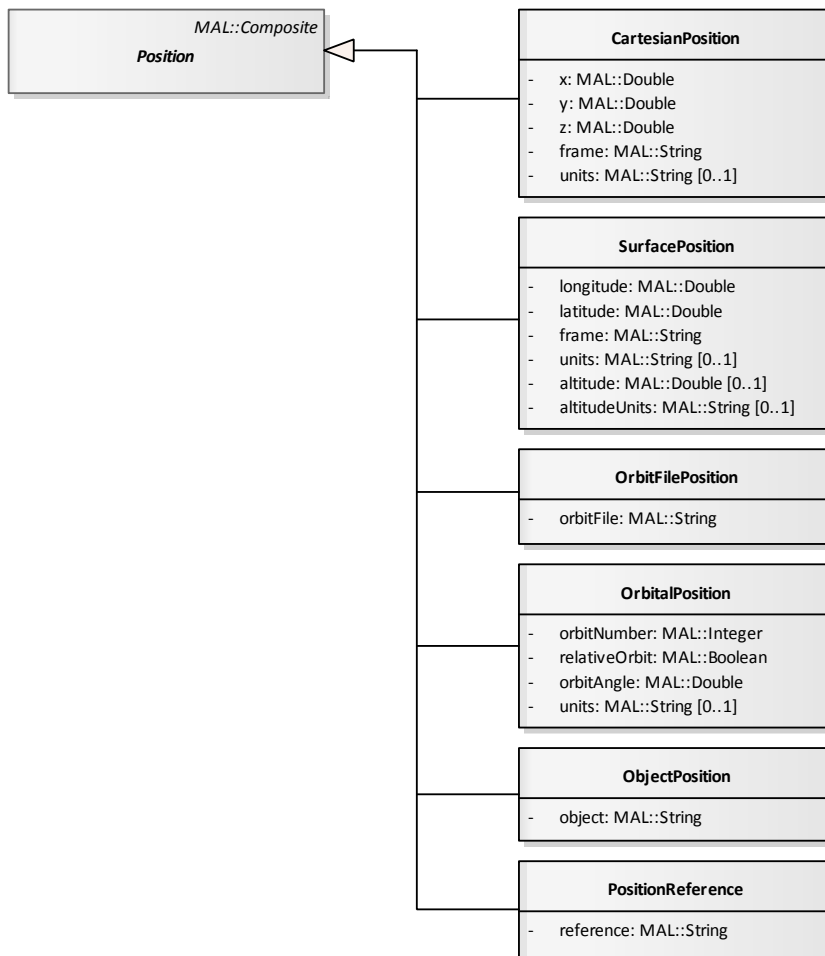 MAL::Composite
Position
CartesianPosition
- x: MAL::Double
- y: MAL::Double
- z: MAL::Double
- frame: MAL::String
- units: MAL::String [0..1]
SurfacePosition
- longitude: MAL::Double
- latitude: MAL::Double
- frame: MAL::String
- units: MAL::String [0..1]
- altitude: MAL::Double [0..1]
- altitudeUnits: MAL::String [0..1]
OrbitFilePosition
- orbitFile: MAL::String
OrbitalPosition
- orbitNumber: MAL::Integer
- relativeOrbit: MAL::Boolean
- orbitAngle: MAL::Double
- units: MAL::String [0..1]
ObjectPosition
- object: MAL::String
PositionReference
- reference: MAL::String